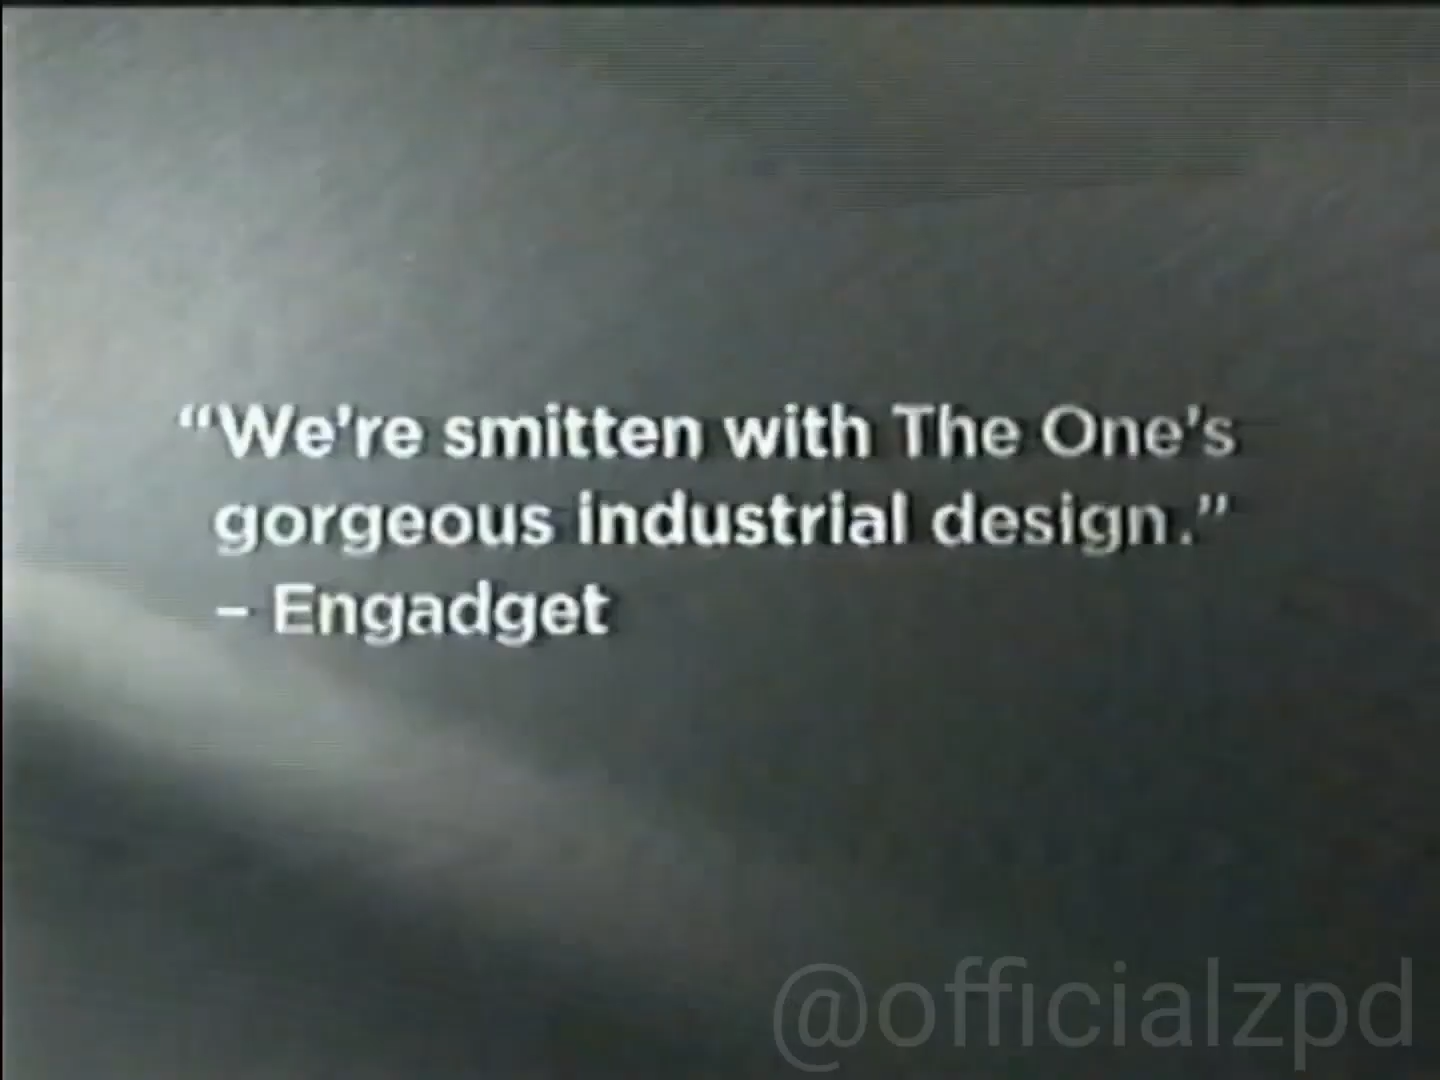 “We’re smitten with The One’s
gorgeous industrial design.”
– Engadget
@officialzpd